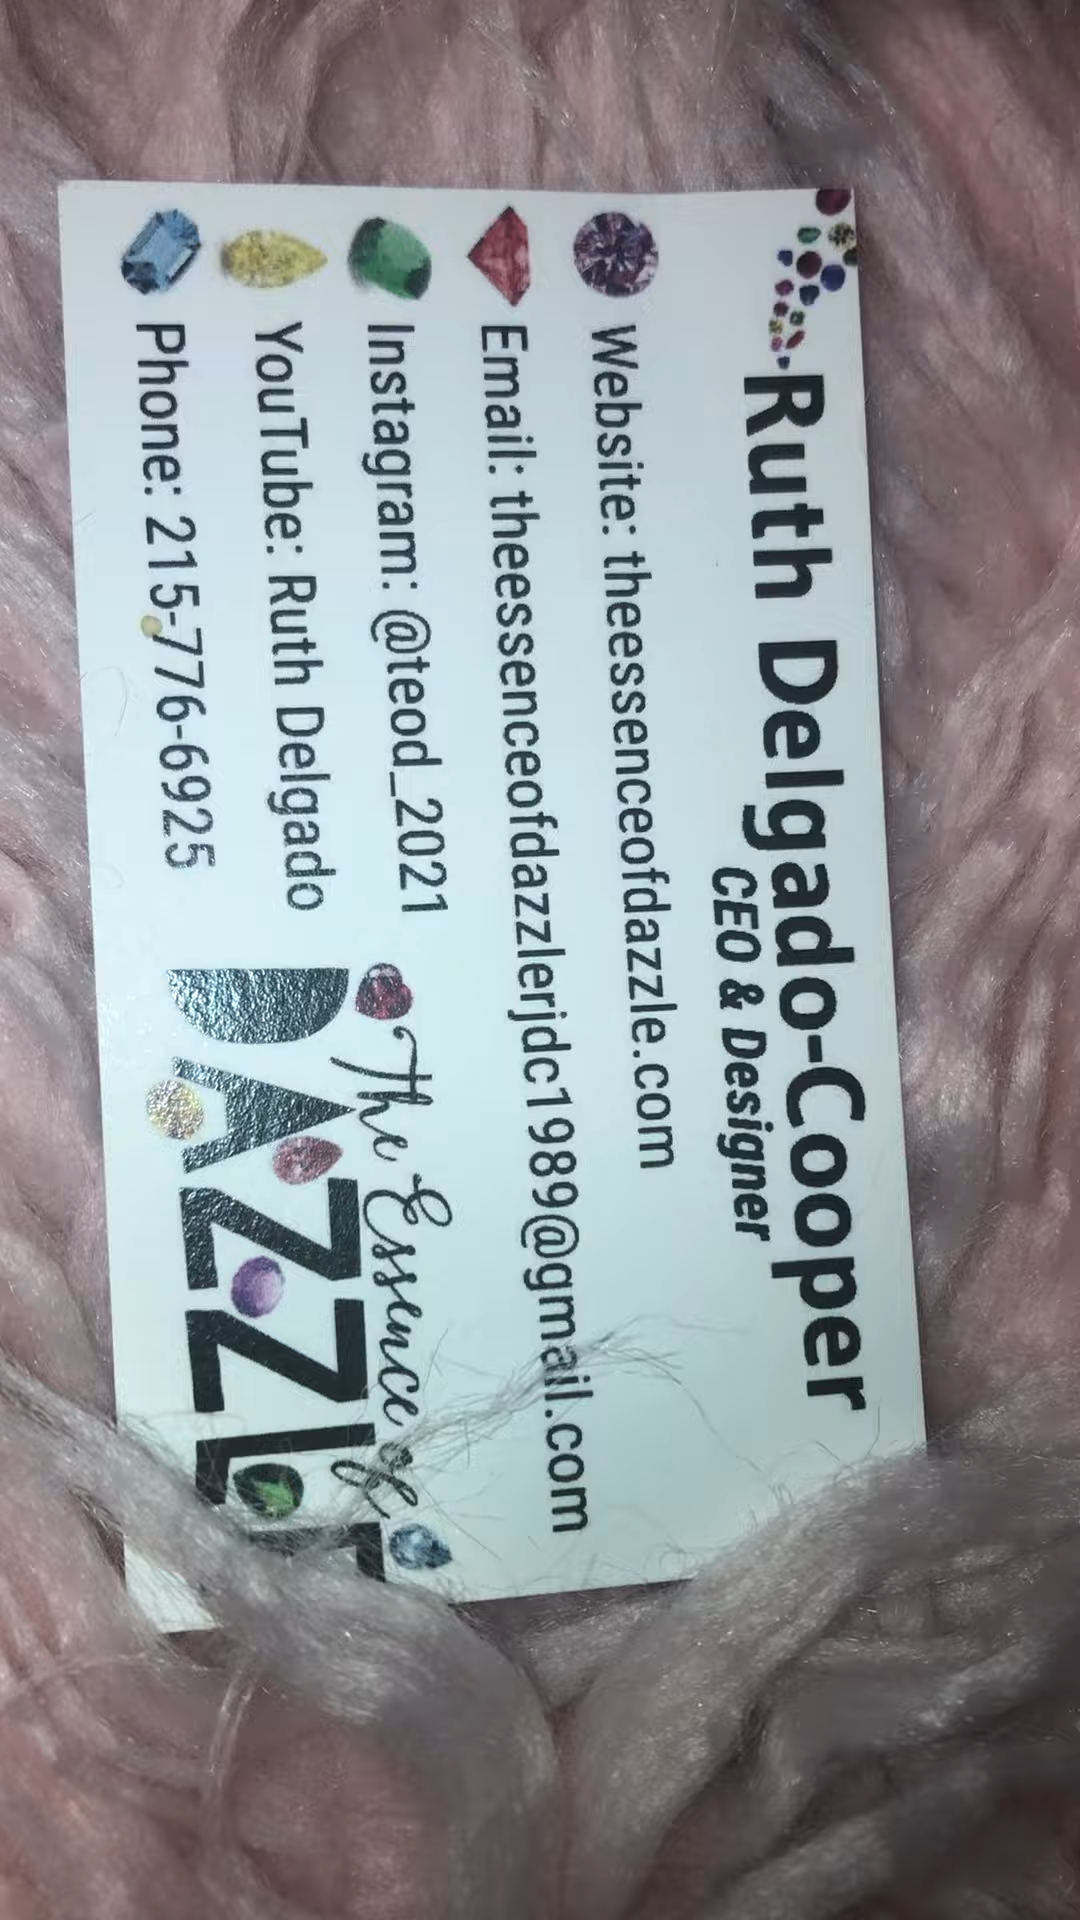 Ruth Delgado-Cooper
CEO & Designer
Website: theessenceofdazzle.com
Email: theessenceofdazzlerjdc1989@gmail.com
Instagram: @teod_2021
YouTube: Ruth Delgado
Phone: 215-776-6925
The Essence of
DAZZLE